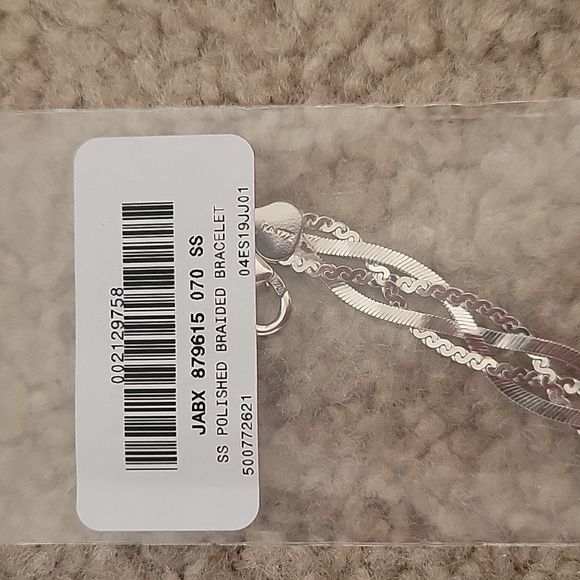 002129758
JABX 879615 070 SS
SS POLISHED BRAIDED BRACELET
500772621 04ES19JJ01